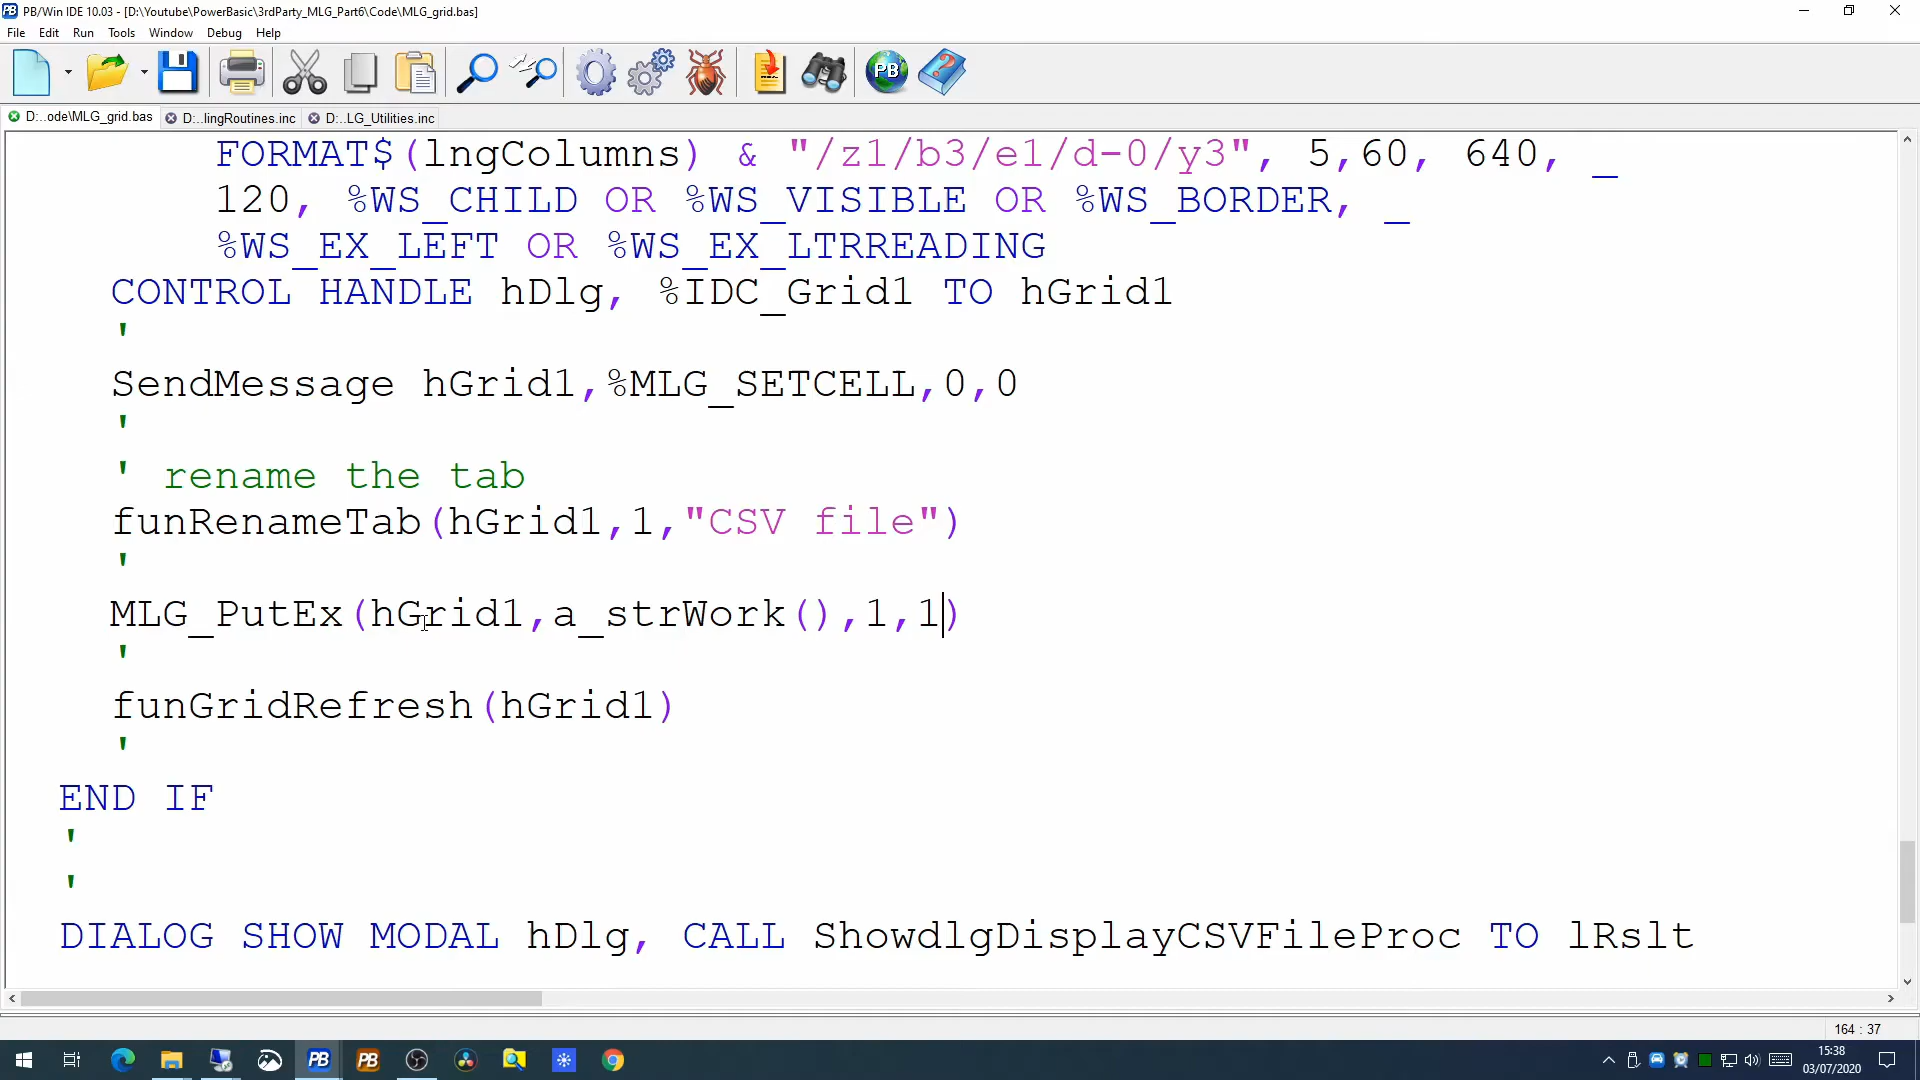 PB/Win IDE 10.03 - [D:\Youtube\PowerBasic\3rdParty_MLG_Part6\Code\MLG_grid.bas]
File Edit Run Tools Window Debug Help
PB
D:..ode\MLG_grid.bas D:..lingRoutines.inc D:..LG_Utilities.inc
FORMAT$(lngColumns) & "/z1/b3/e1/d-0/y3", 5,60, 640, _
120, %WS_CHILD OR %WS_VISIBLE OR %WS_BORDER, _
%WS_EX_LEFT OR %WS_EX_LTRREADING
CONTROL HANDLE hDlg, %IDC_Grid1 TO hGrid1
'
SendMessage hGrid1,%MLG_SETCELL,0,0
'
' rename the tab
funRenameTab(hGrid1,1,"CSV file")
'
MLG_PutEx(hGrid1,a_strWork(),1,1)
'
funGridRefresh(hGrid1)
'
END IF
'
'
DIALOG SHOW MODAL hDlg, CALL ShowdlgDisplayCSVFileProc TO lRslt
164 : 37
PB PB
15:38
03/07/2020